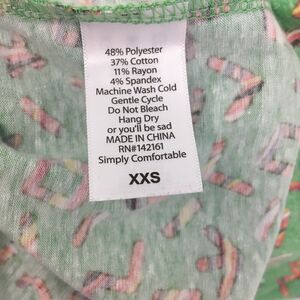 48% Polyester
37% Cotton
11% Rayon
4% Spandex
Machine Wash Cold
Gentle Cycle
Do Not Bleach
Hang Dry
or you'll be sad
MADE IN CHINA
RN#142161
Simply Comfortable
XXS